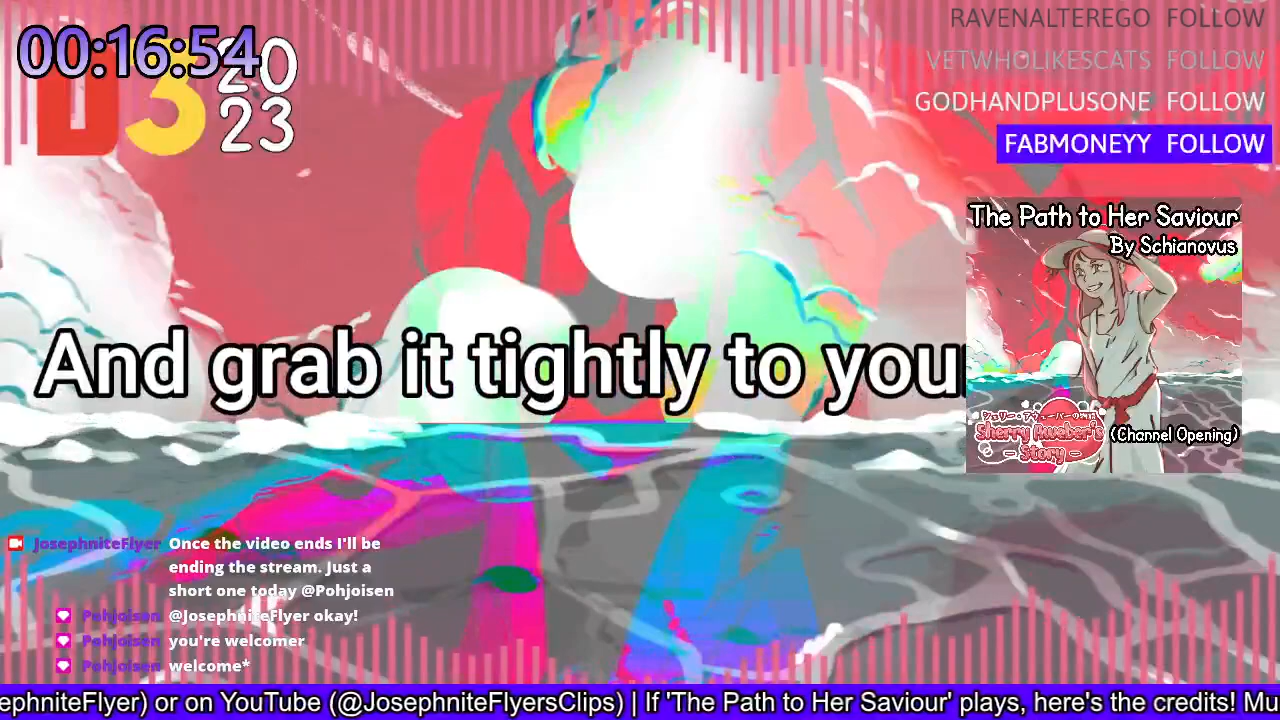 00:16:54
D3 20
23
RAVENALTEREGO FOLLOW
VETWHOLIKESCATS FOLLOW
GODHANDPLUSONE FOLLOW
FABMONEYY FOLLOW
The Path to Her Saviour
By Schianovus
Sherry Aweber's
- Story -
(Channel Opening)
And grab it tightly to your
JosephniteFlyer Once the video ends I'll be
ending the stream. Just a
short one today @Pohjoisen
Pohjoisen @JosephniteFlyer okay!
Pohjoisen you're welcomer
Pohjoisen welcome*
ephniteFlyer) or on YouTube (@JosephniteFlyersClips) | If 'The Path to Her Saviour' plays, here's the credits! Mu